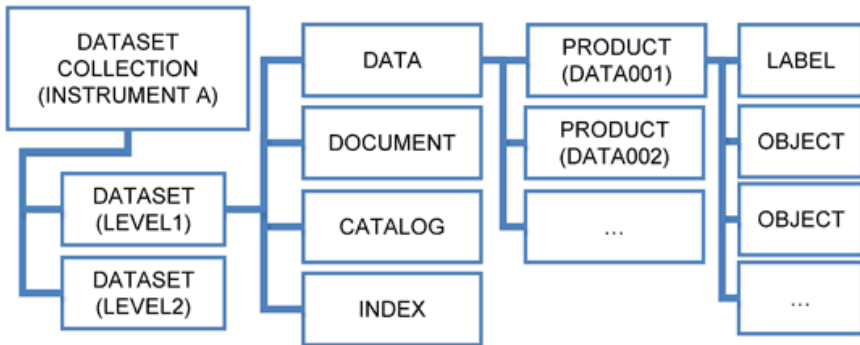 DATASET
COLLECTION
(INSTRUMENT A)
DATASET
(LEVEL1)
DATASET
(LEVEL2)
DATA
DOCUMENT
CATALOG
INDEX
PRODUCT
(DATA001)
PRODUCT
(DATA002)
...
LABEL
OBJECT
OBJECT
...